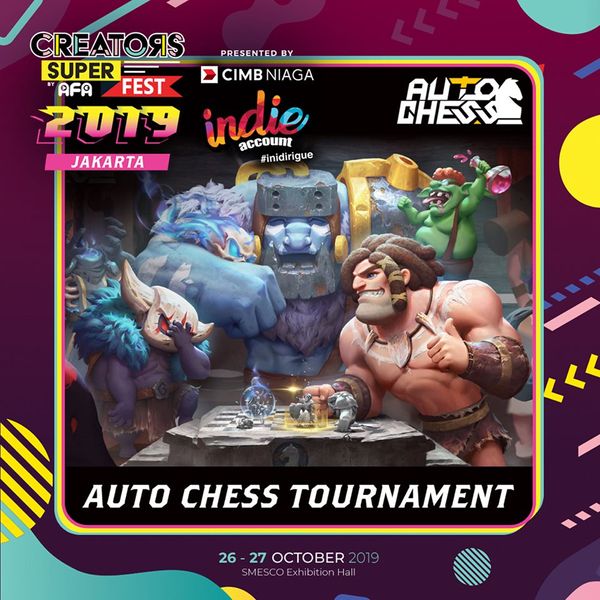 CREATORS
SUPER
BY AFA
FEST
2019
JAKARTA
PRESENTED BY
CIMB NIAGA
indie
account
#inidirigue
AUTO
CHESS
AUTO CHESS TOURNAMENT
26 - 27 OCTOBER 2019
SMESCO Exhibition Hall